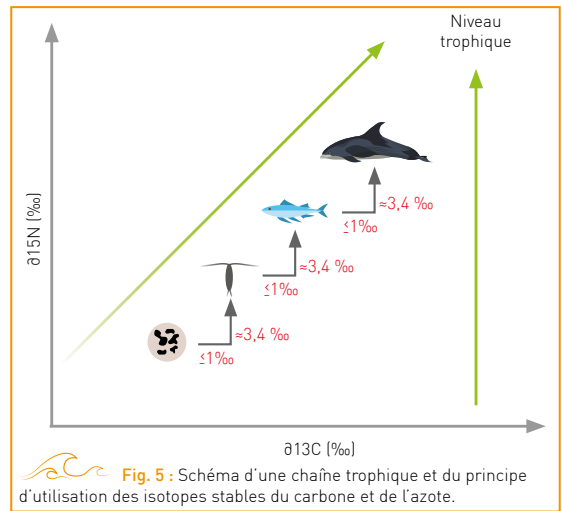 Niveau
trophique
≈3,4 ‰
≤1‰
≈3,4 ‰
≤1‰
≈3,4 ‰
≤1‰
∂15N (‰)
∂13C (‰)
Fig. 5 : Schéma d'une chaîne trophique et du principe
d'utilisation des isotopes stables du carbone et de l'azote.